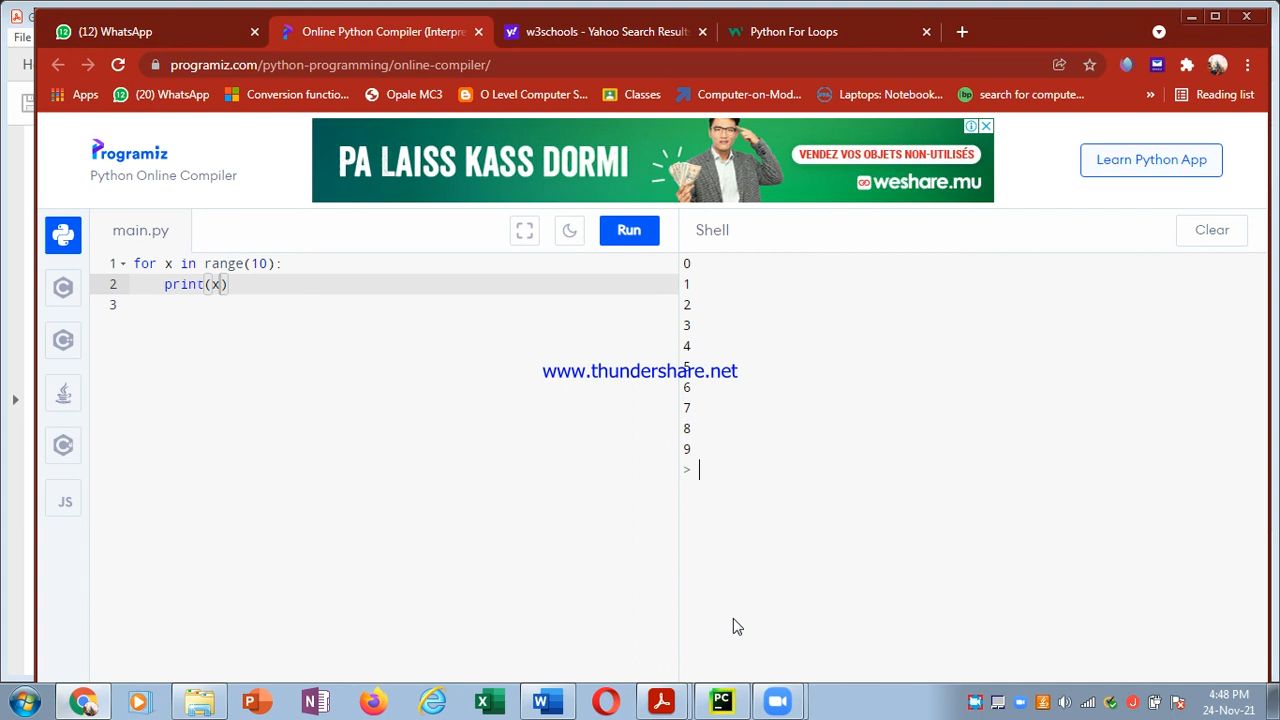 (12) WhatsApp
Online Python Compiler (Interpre
w3schools - Yahoo Search Results
Python For Loops
File
programiz.com/python-programming/online-compiler/
Apps
(20) WhatsApp
Conversion functio...
Opale MC3
O Level Computer S...
Classes
Computer-on-Mod...
Laptops: Notebook...
bp
search for compute...
»
Reading list
Programiz
Python Online Compiler
PA LAISS KASS DORMI
VENDEZ VOS OBJETS NON-UTILISÉS
weshare.mu
Learn Python App
main.py
Run
Shell
Clear
1 for x in range(10):
2 print(x)
3
0
1
2
3
4
5
6
7
8
9
>
www.thundershare.net
JS
4:48 PM
24-Nov-21